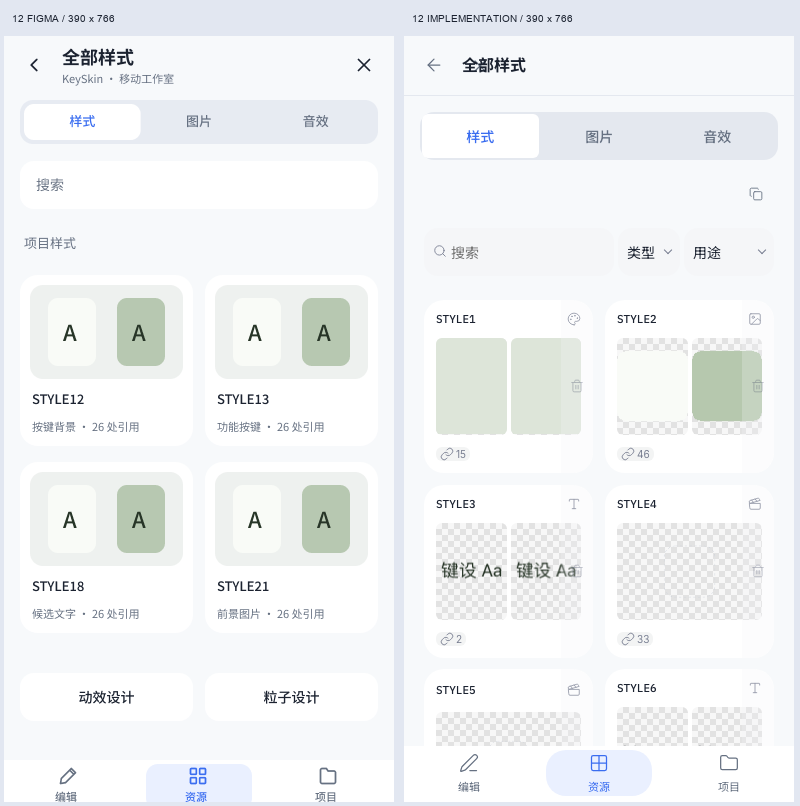 12 FIGMA / 390 x 766
全部样式
KeySkin · 移动工作室
样式
图片
音效
搜索
项目样式
A A
A A
STYLE12
STYLE13
按键背景 · 26 处引用
功能按键 · 26 处引用
A A
A A
STYLE18
STYLE21
候选文字 · 26 处引用
前景图片 · 26 处引用
动效设计
粒子设计
编辑
资源
项目
12 IMPLEMENTATION / 390 x 766
全部样式
样式
图片
音效
搜索
类型
用途
STYLE1
STYLE2
15
46
STYLE3
STYLE4
键设 Aa
键设 Aa
2
33
STYLE5
STYLE6
编辑
资源
项目